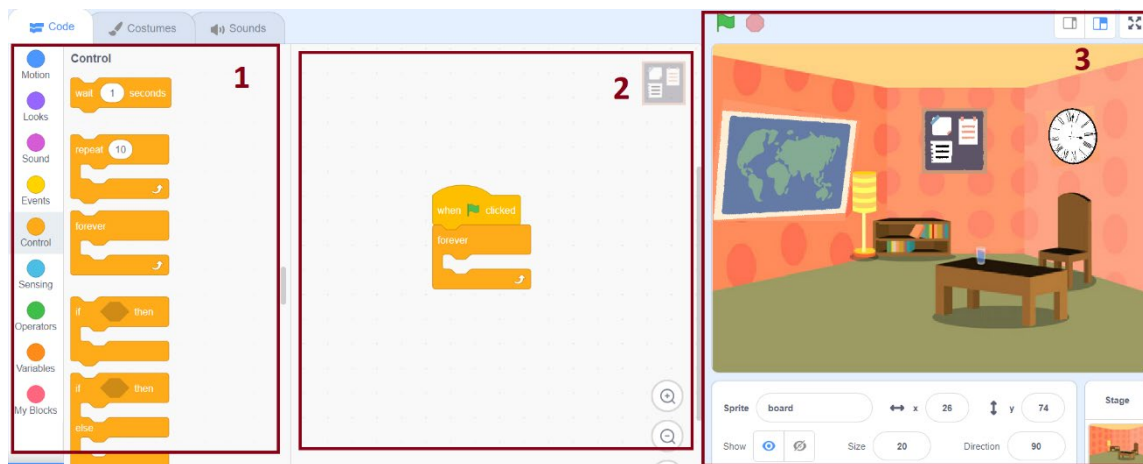 Code
Costumes
Sounds
Motion
Looks
Sound
Events
Control
Sensing
Operators
Variables
My Blocks
Control
1
wait 1 seconds
repeat 10
forever
if then
if then
else
2
when clicked
forever
3
Sprite board x 26 y 74
Show Size 20 Direction 90
Stage